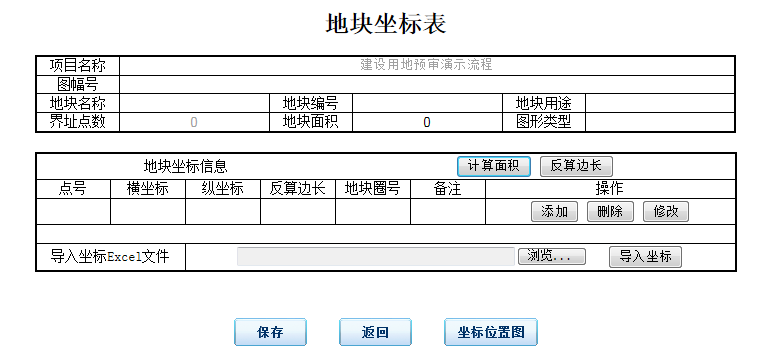 地块坐标表
项目名称 建设用地预审演示流程
图幅号
地块名称 地块编号 地块用途
界址点数 0 地块面积 0 图形类型
地块坐标信息 计算面积 反算边长
点号 横坐标 纵坐标 反算边长 地块圈号 备注 操作
添加 删除 修改
导入坐标Excel文件 浏览... 导入坐标
保存 返回 坐标位置图